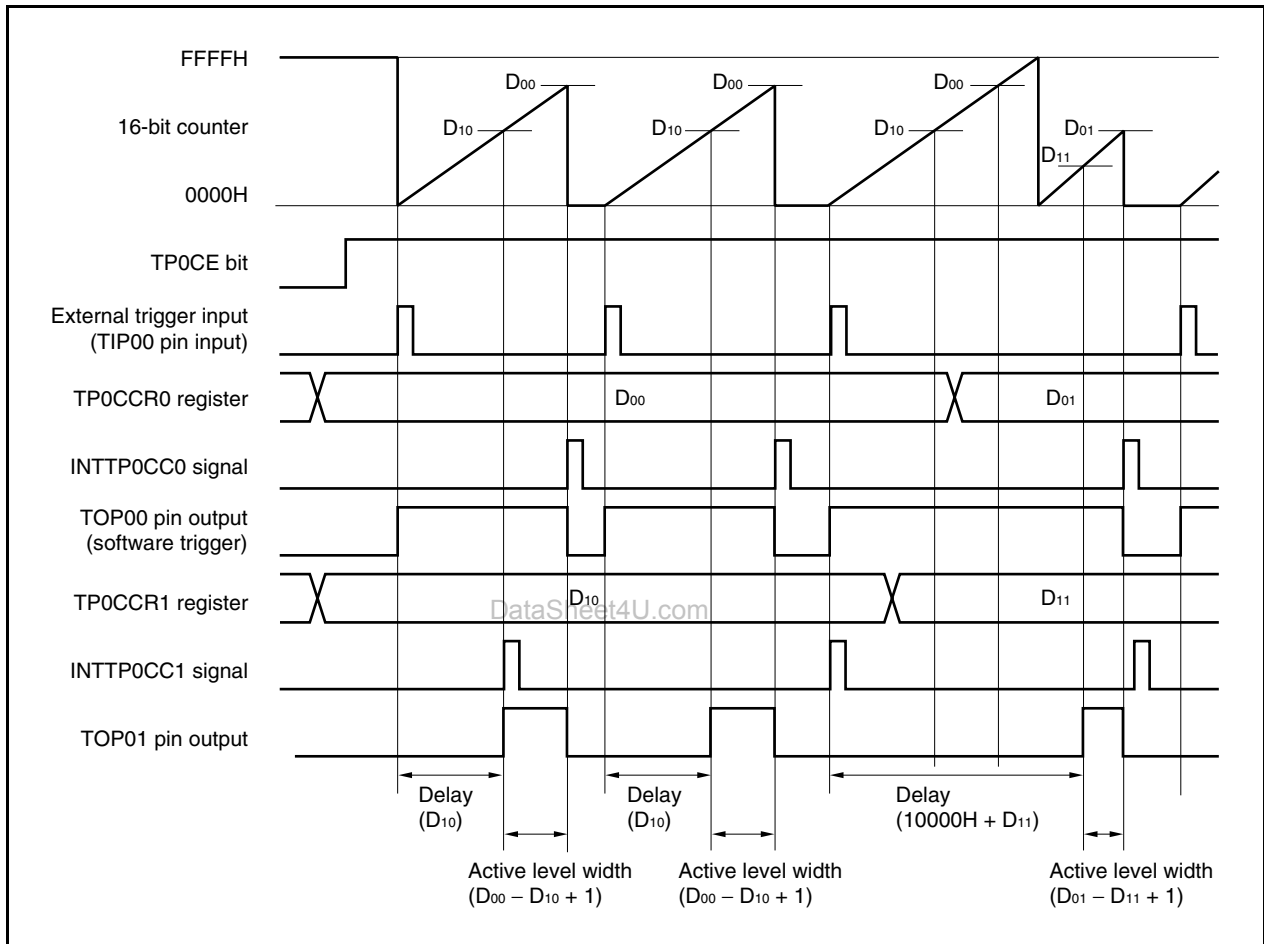 FFFFH
16-bit counter
0000H
D10
D00
D10
D00
D10
D00
D11
D01
TP0CE bit
External trigger input
(TIP00 pin input)
TP0CCR0 register
D00
D01
INTTP0CC0 signal
TOP00 pin output
(software trigger)
TP0CCR1 register
D10
D11
DataSheet4U.com
INTTP0CC1 signal
TOP01 pin output
Delay
(D10)
Delay
(D10)
Delay
(10000H + D11)
Active level width
(D00 − D10 + 1)
Active level width
(D00 − D10 + 1)
Active level width
(D01 − D11 + 1)